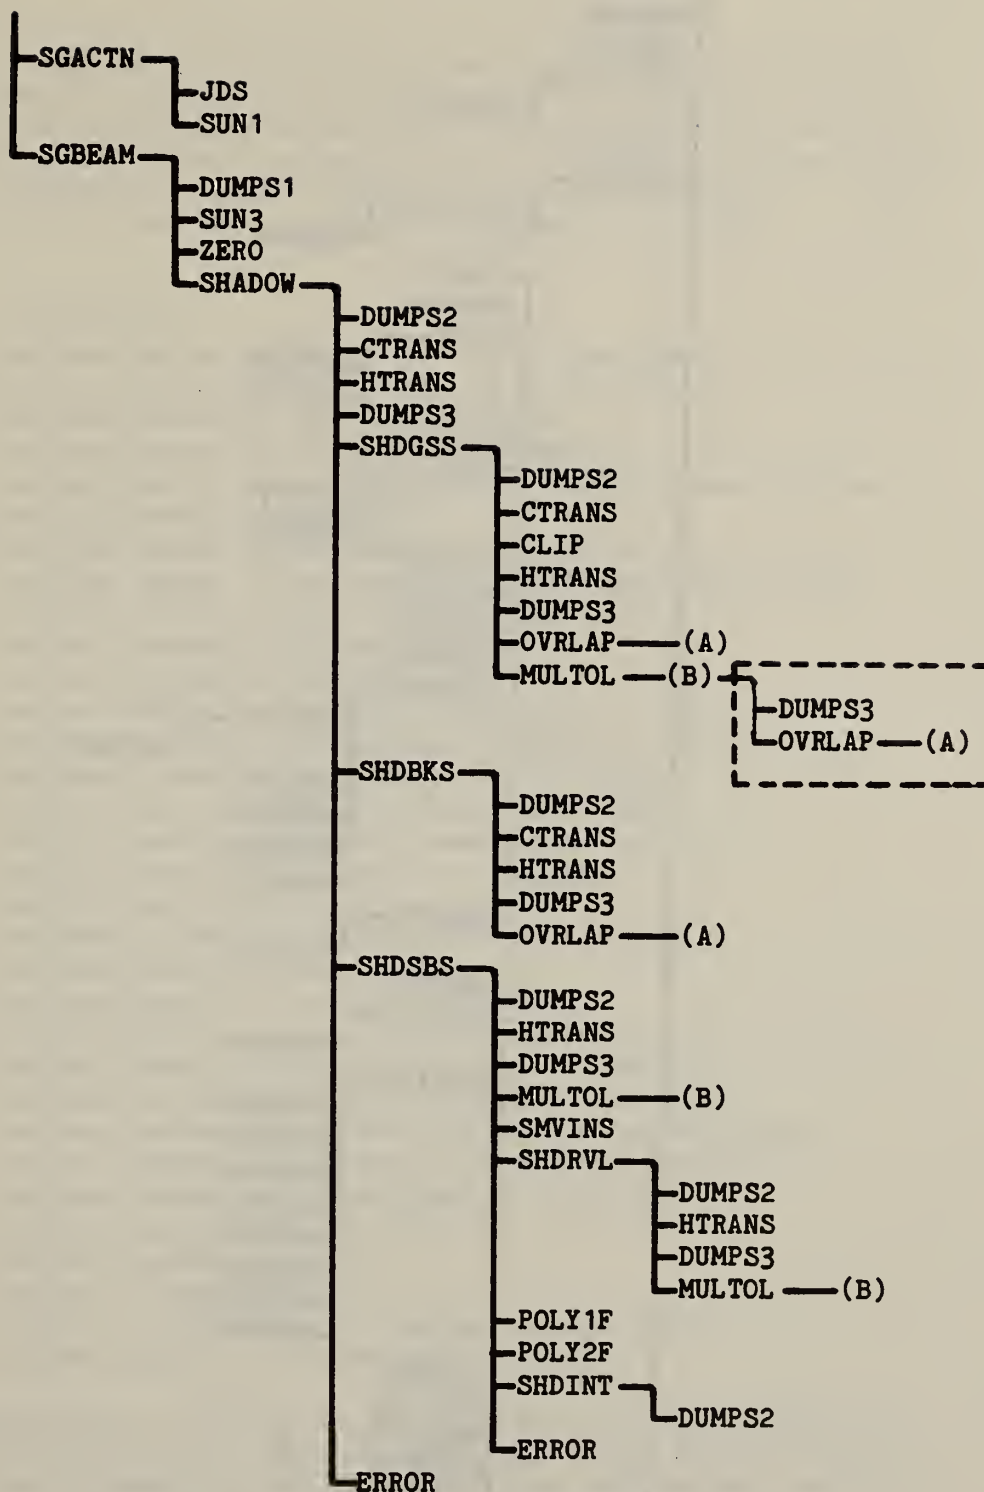 SGACTN
JDS
SUN1
SGBEAM
DUMPS1
SUN3
ZERO
SHADOW
DUMPS2
CTRANS
HTRANS
DUMPS3
SHDGSS
DUMPS2
CTRANS
CLIP
HTRANS
DUMPS3
OVRLAP (A)
MULTOL (B)
DUMPS3
OVRLAP (A)
SHDBKS
DUMPS2
CTRANS
HTRANS
DUMPS3
OVRLAP (A)
SHDSBS
DUMPS2
HTRANS
DUMPS3
MULTOL (B)
SMVINS
SHDRVL
DUMPS2
HTRANS
DUMPS3
MULTOL (B)
POLY1F
POLY2F
SHDINT
DUMPS2
ERROR
ERROR